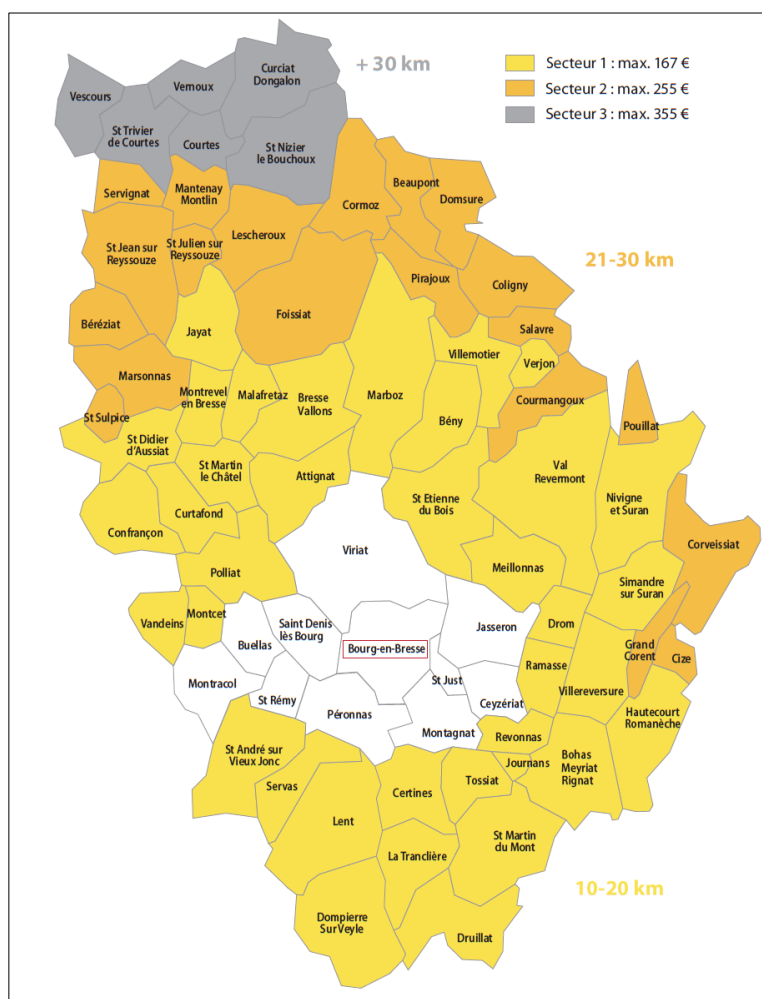 Curciat
Dongalon
+ 30 km
Secteur 1 : max. 167 €
Secteur 2 : max. 255 €
Secteur 3 : max. 355 €
Vescours
Vernoux
St Trivier
de Courtes
Courtes
St Nizier
le Bouchoux
Servignat
Mantenay
Montlin
Cormoz
Beaupont
Domsure
St Jean sur
Reyssouze
St Julien sur
Reyssouze
Lescheroux
21-30 km
Pirajoux
Coligny
Béréziat
Jayat
Foissiat
Salavre
Villemotier
Verjon
Marsonnas
Montrevel
en Bresse
Malafretaz
Bresse
Vallons
Marboz
Bény
Courmangoux
St Sulpice
Pouillat
St Didier
d'Aussiat
St Martin
le Châtel
Attignat
Val
Revermont
St Etienne
du Bois
Nivigne
et Suran
Confrançon
Curtafond
Viriat
Corveissiat
Polliat
Meillonnas
Simandre
sur Suran
Vandeins
Montcet
Buellas
Saint Denis
lès Bourg
Bourg-en-Bresse
Jasseron
Drom
Grand
Corent
Cize
Ramasse
Montracol
St Rémy
Péronnas
St Just
Ceyzériat
Villereversure
Hautecourt
Romanèche
Montagnat
Revonnas
St André sur
Vieux Jonc
Servas
Lent
Certines
Tossiat
Journans
Bohas
Meyriat
Rignat
St Martin
du Mont
La Tranclière
10-20 km
Dompierre
Sur Veyle
Druillat